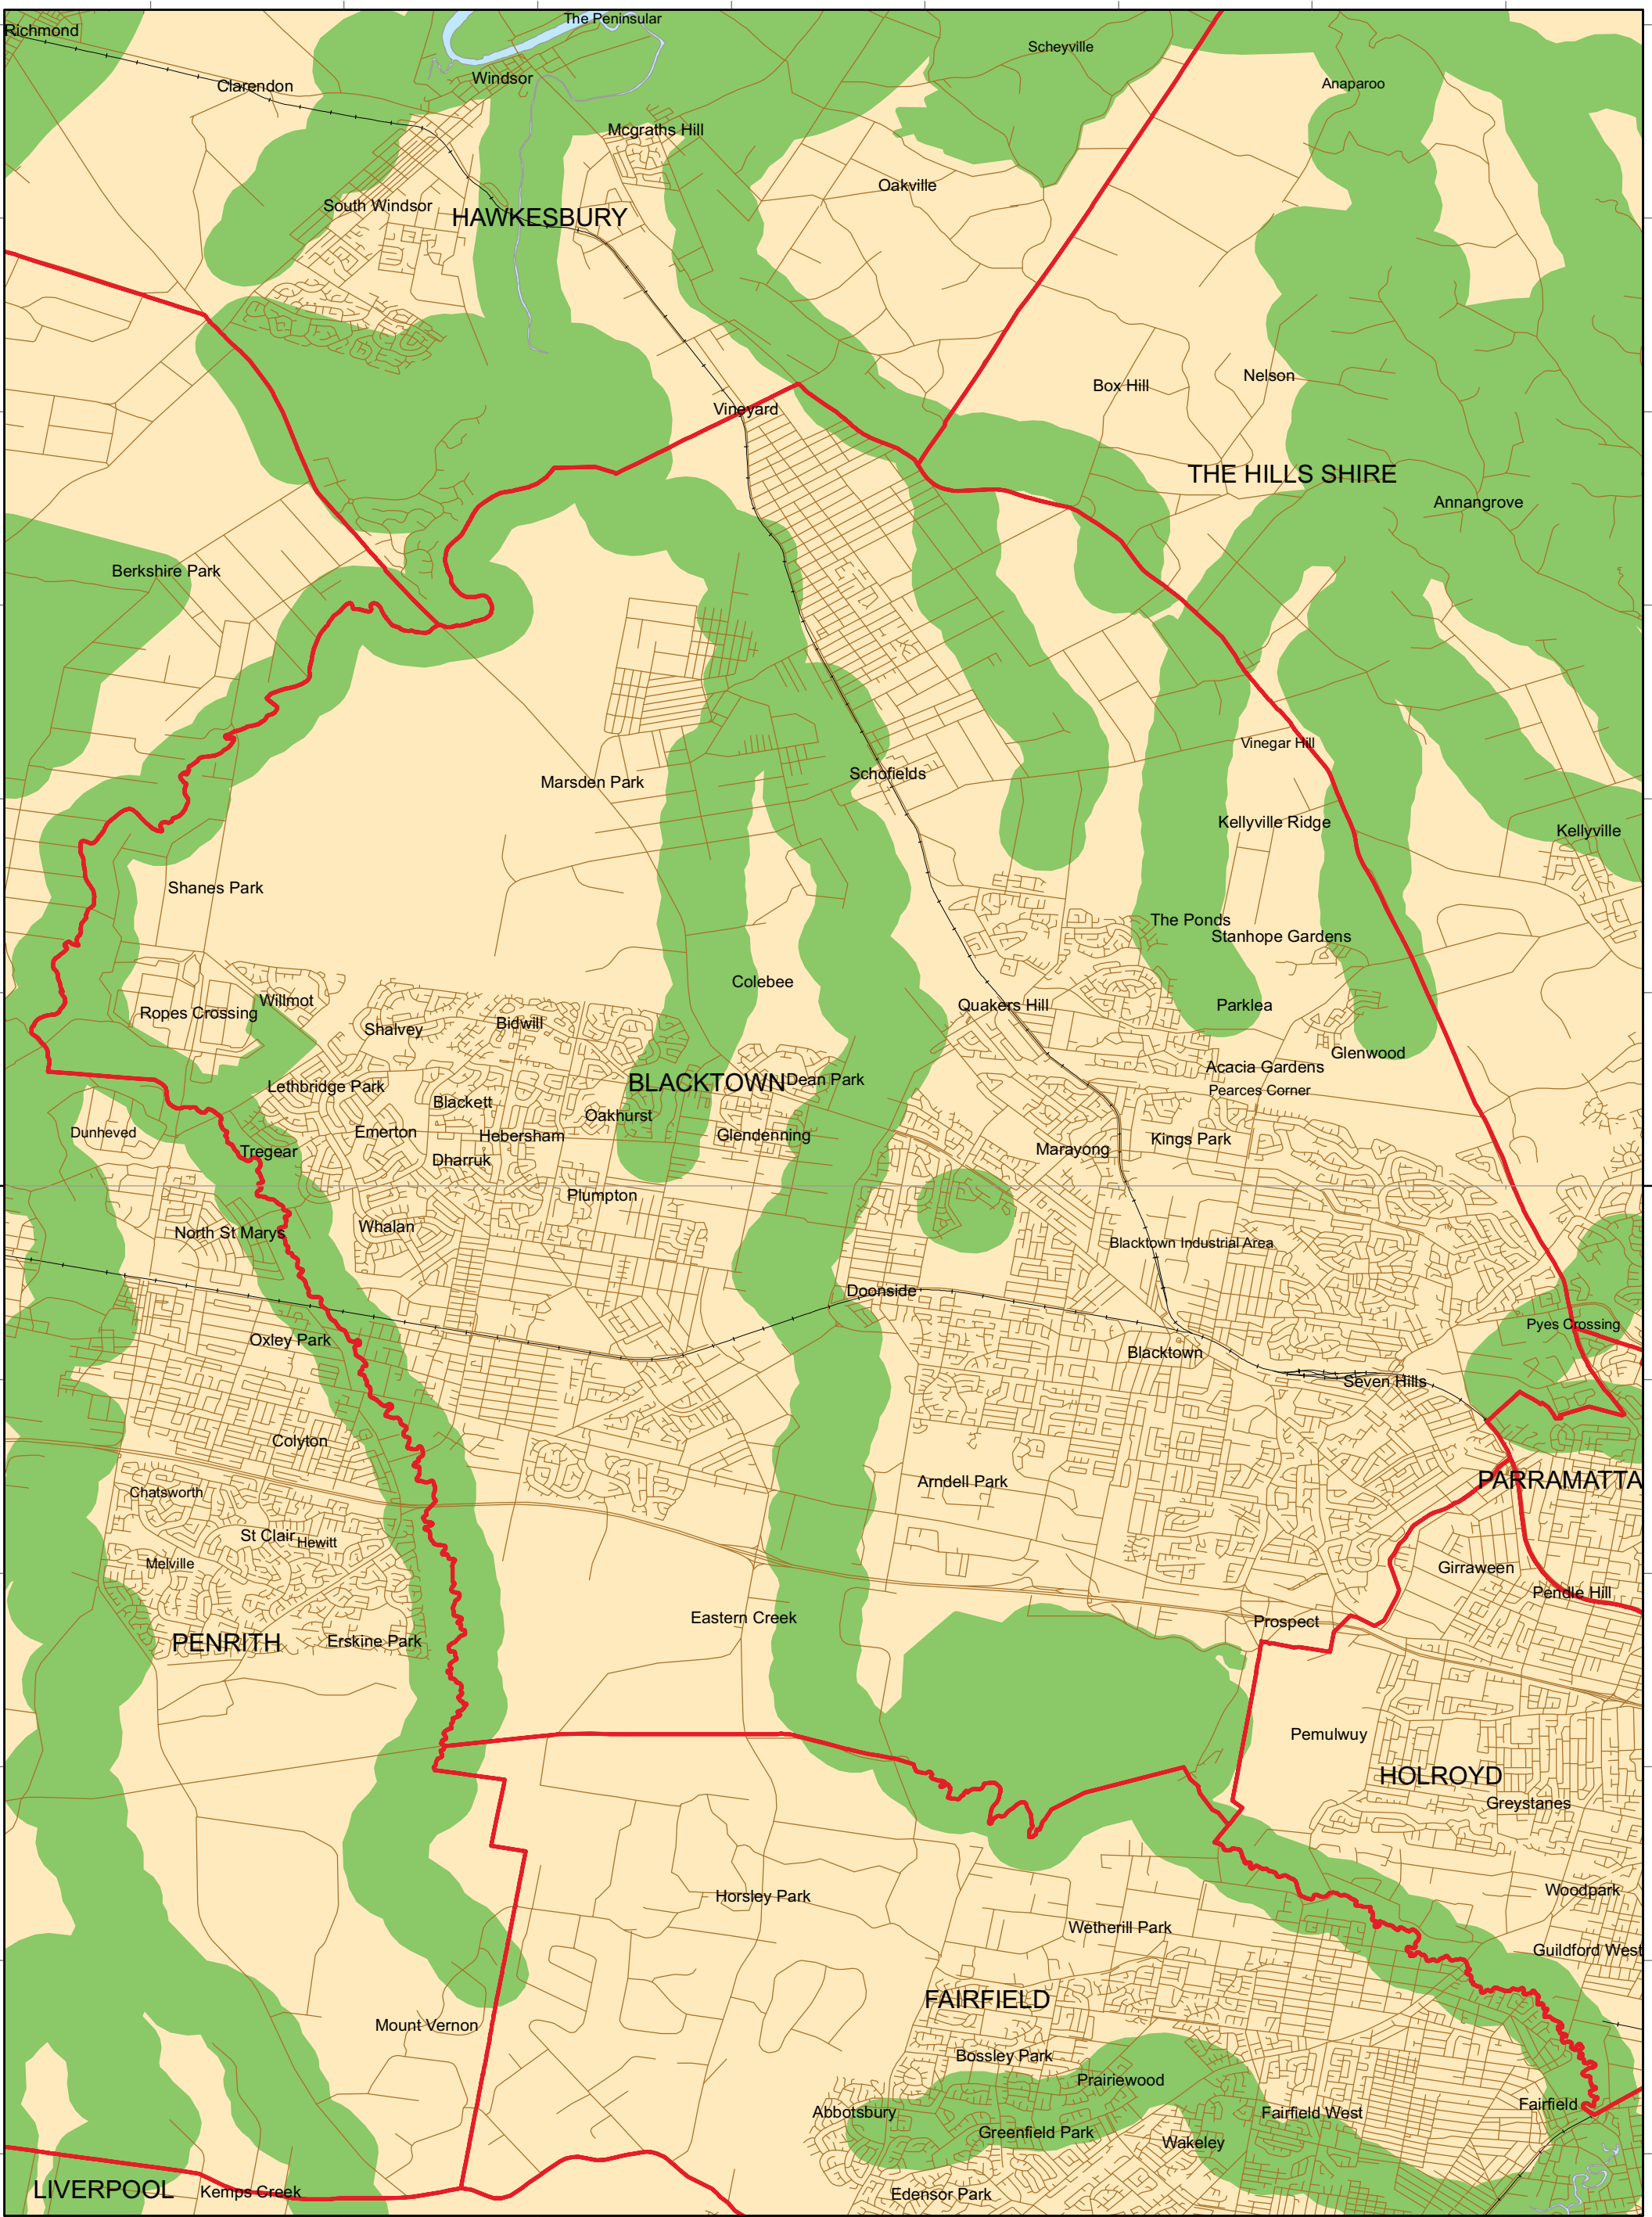 The Peninsular
Richmond
Scheyville
Windsor
Clarendon
Anaparoo
Mcgraths Hill
Oakville
South Windsor
HAWKESBURY
Nelson
Box Hill
Vineyard
THE HILLS SHIRE
Annangrove
Berkshire Park
Vinegar Hill
Schofields
Marsden Park
Kellyville Ridge
Kellyville
Shanes Park
The Ponds
Stanhope Gardens
Colebee
Willmot
Quakers Hill
Parklea
Ropes Crossing
Bidwill
Shalvey
Glenwood
Acacia Gardens
BLACKTOWN
Dean Park
Lethbridge Park
Pearces Corner
Blackett
Oakhurst
Dunheved
Emerton
Hebersham
Glendenning
Kings Park
Tregear
Marayong
Dharruk
Plumpton
Whalan
North St Marys
Blacktown Industrial Area
Doonside
Pyes Crossing
Oxley Park
Blacktown
Seven Hills
Colyton
PARRAMATTA
Arndell Park
Chatsworth
St Clair
Hewitt
Melville
Girraween
Pendle Hill
Eastern Creek
Prospect
PENRITH
Erskine Park
Pemulwuy
HOLROYD
Greystanes
Woodpark
Horsley Park
Wetherill Park
Guildford West
FAIRFIELD
Mount Vernon
Bossley Park
Prairiewood
Fairfield
Abbotsbury
Fairfield West
Greenfield Park
Wakeley
LIVERPOOL
Kemps Creek
Edensor Park